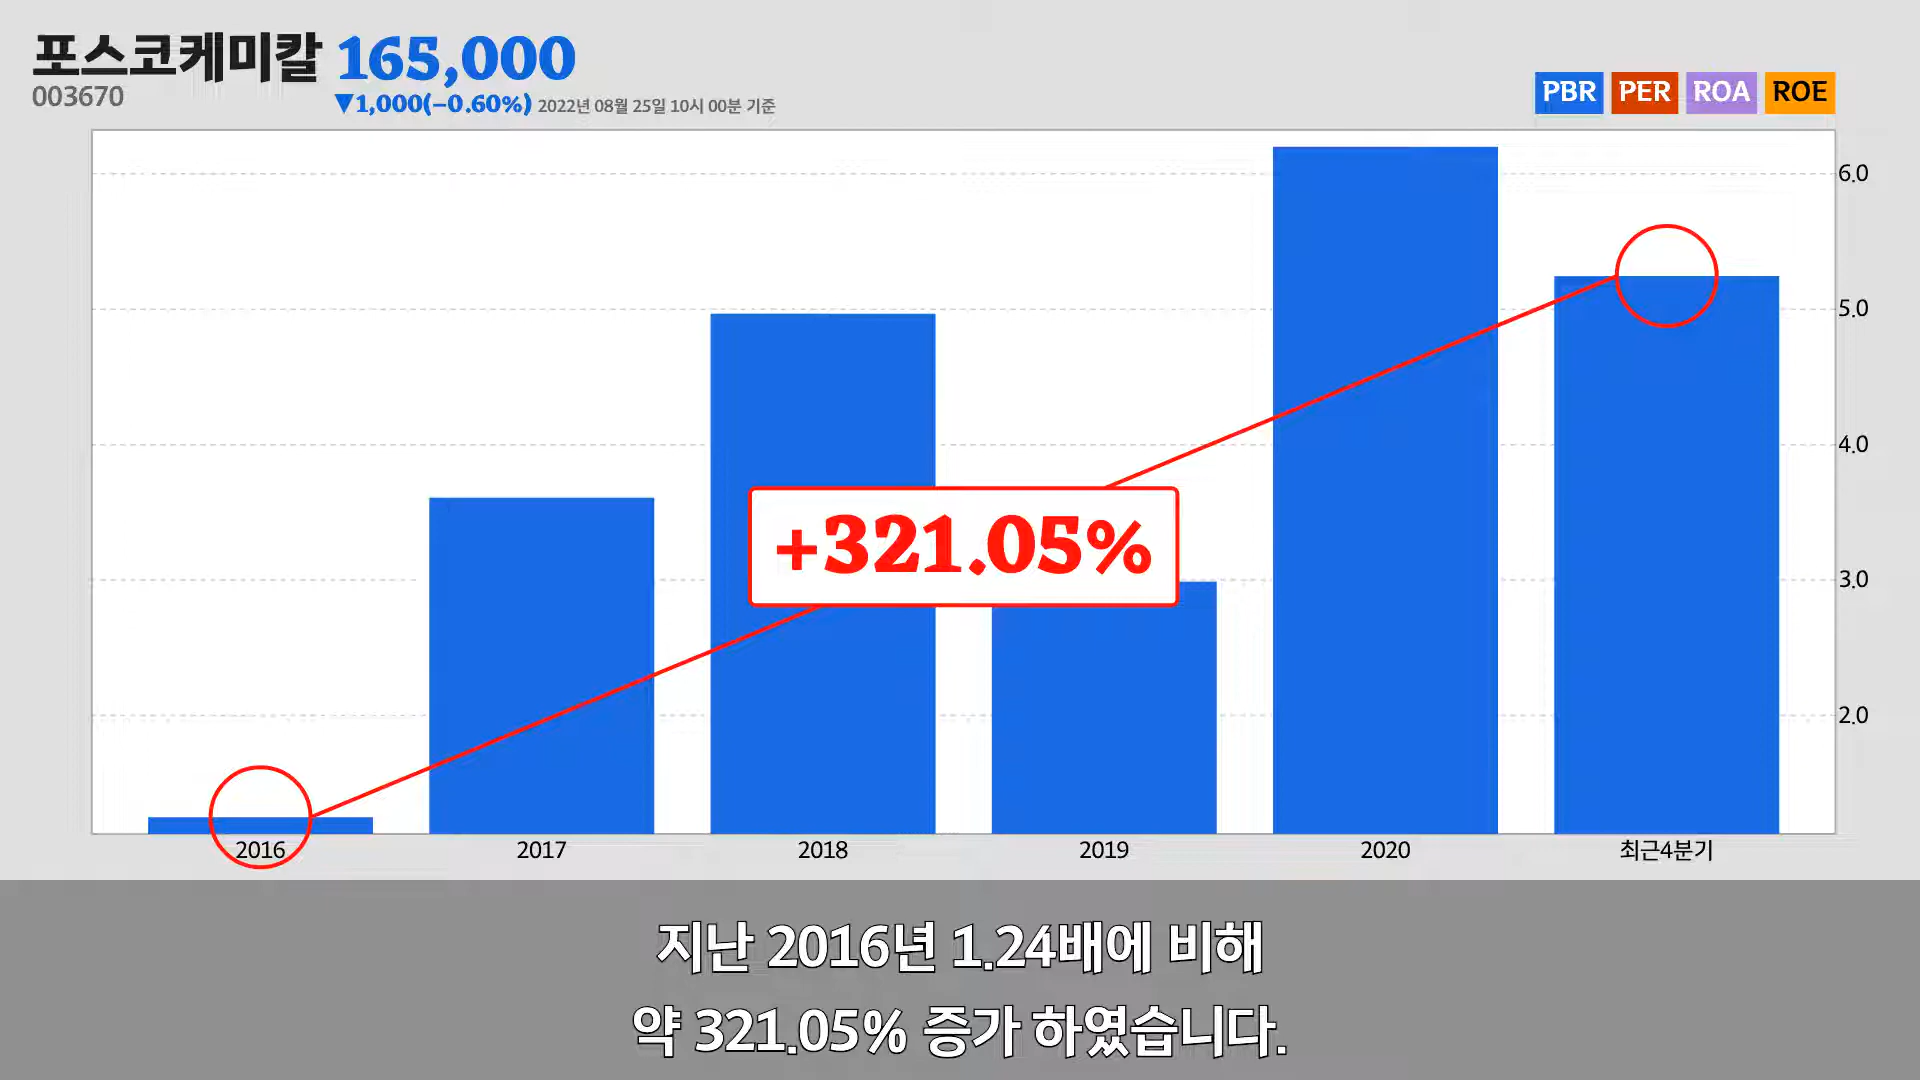 포스코케미칼 165,000
003670
▼1,000(−0.60%) 2022년 08월 25일 10시 00분 기준
PBR PER ROA ROE
6.0
5.0
4.0
3.0
2.0
+321.05%
2016 2017 2018 2019 2020 최근4분기
지난 2016년 1.24배에 비해
약 321.05% 증가 하였습니다.